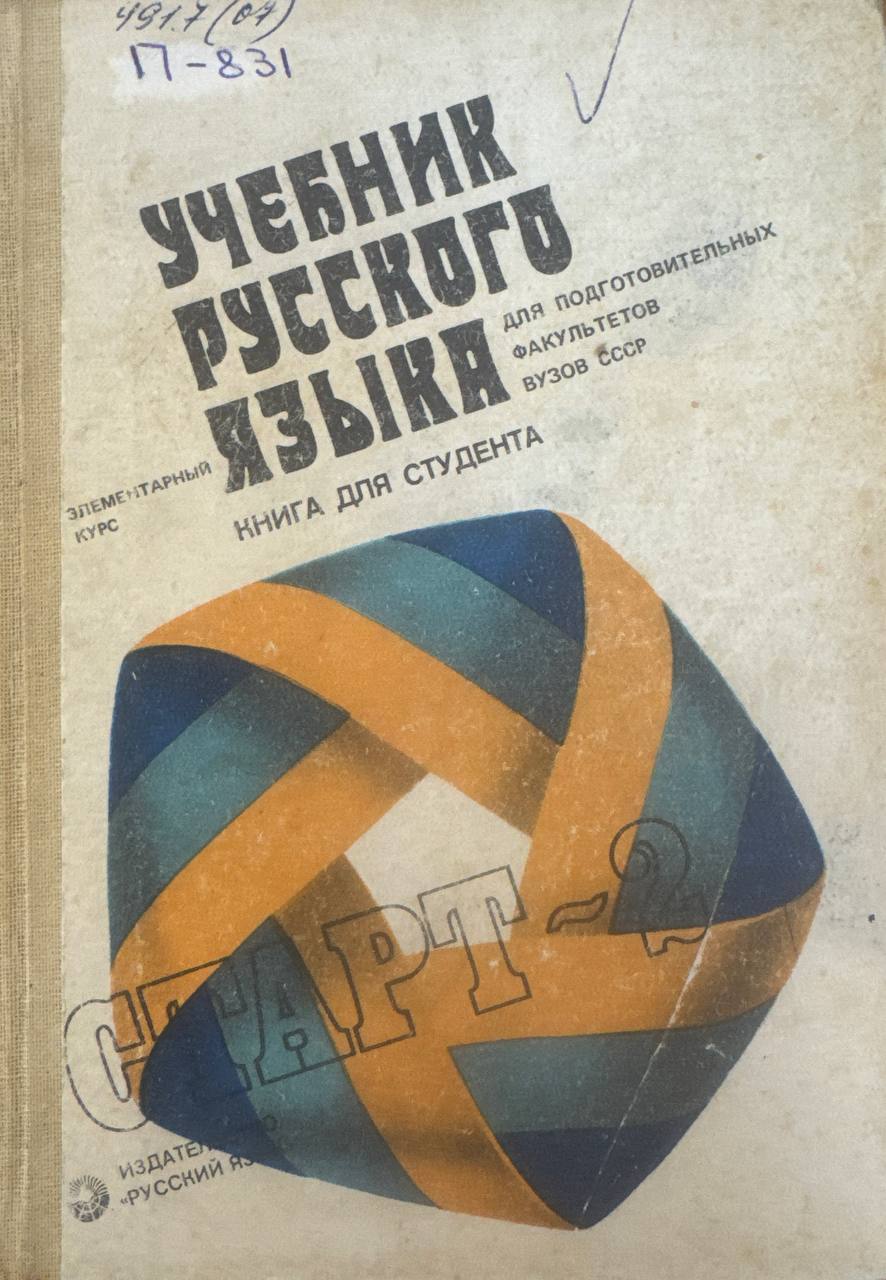 491.7(07)
П-831
УЧЕБНИК
РУССКОГО
ЯЗЫКА
ДЛЯ ПОДГОТОВИТЕЛЬНЫХ
ФАКУЛЬТЕТОВ
ВУЗОВ СССР
ЭЛЕМЕНТАРНЫЙ
КУРС
КНИГА ДЛЯ СТУДЕНТА
СТАРТ-2
«РУССКИЙ